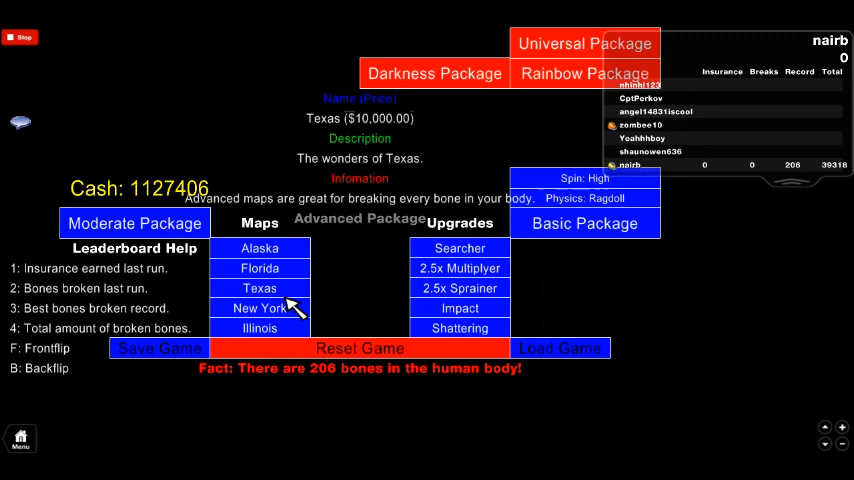 Stop
Universal Package
Darkness Package
Rainbow Package
nairb
0
Insurance Breaks Record Total
nhinhi123
CptPerkov
angel14831iscool
zombee10
Yeahhhboy
shaunowen636
nairb 0 0 206 39318
Name (Price)
Texas ($10,000.00)
Description
The wonders of Texas.
Infomation
Advanced maps are great for breaking every bone in your body.
Spin: High
Physics: Ragdoll
Cash: 1127406
Advanced Package
Moderate Package
Maps
Upgrades
Basic Package
Leaderboard Help
1: Insurance earned last run.
2: Bones broken last run.
3: Best bones broken record.
4: Total amount of broken bones.
F: Frontflip
B: Backflip
Alaska
Florida
Texas
New York
Illinois
Searcher
2.5x Multiplyer
2.5x Sprainer
Impact
Shattering
Save Game
Reset Game
Load Game
Fact: There are 206 bones in the human body!
Menu